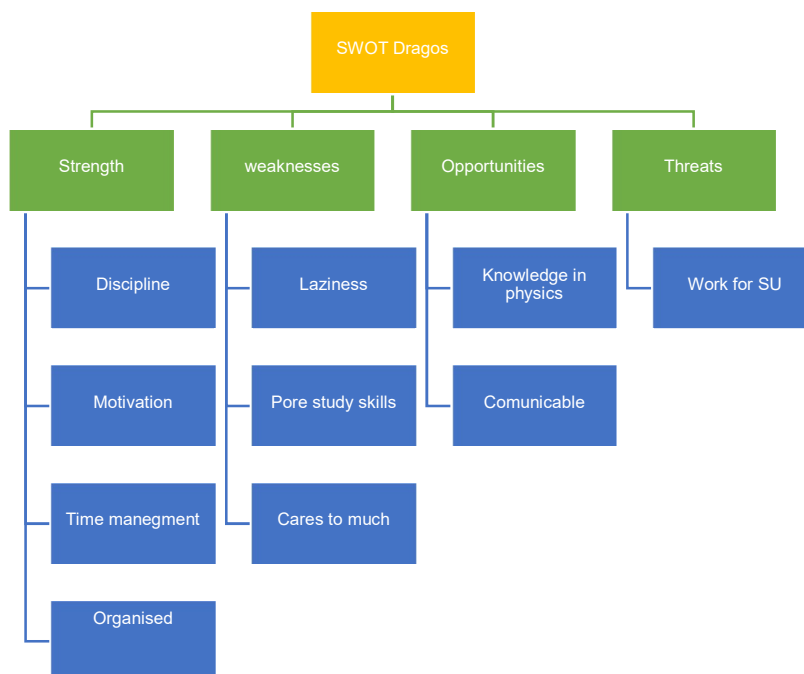 SWOT Dragos
Strength
weaknesses
Opportunities
Threats
Discipline
Laziness
Knowledge in
physics
Work for SU
Motivation
Pore study skills
Comunicable
Time manegment
Cares to much
Organised